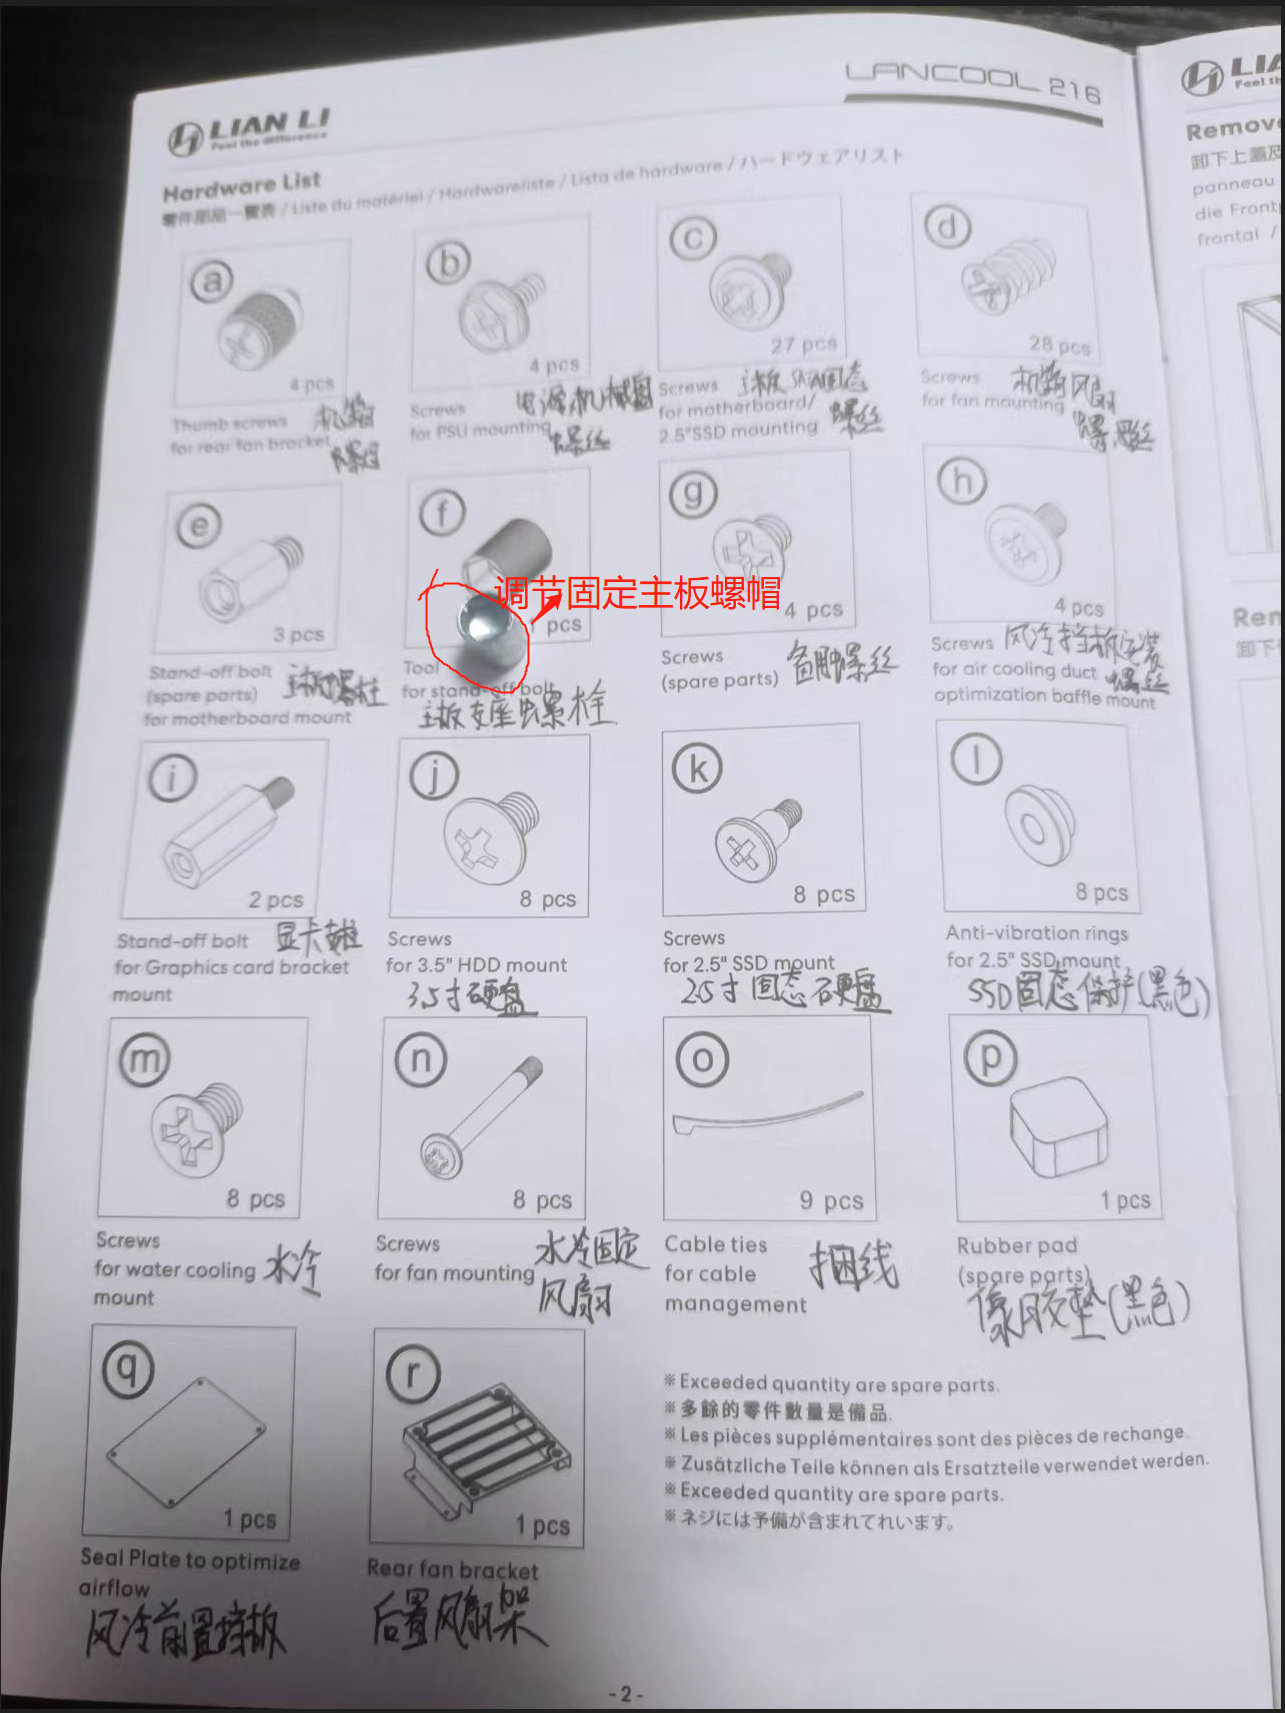 LIAN LI
Feel the difference
LANCOOL 216
Hardware List
零件部品一覽表 / Liste du matériel / Hardwareliste / Lista de hardware / ハードウェアリスト
a
4 pcs
Thumb screws
for rear fan bracket
机箱
螺丝
b
4 pcs
Screws
for PSU mounting
电源机械盘
螺丝
c
27 pcs
Screws
for motherboard/
2.5"SSD mounting
主板SATA固态
螺丝
d
28 pcs
Screws
for fan mounting
机箱风扇
螺丝
e
3 pcs
Stand-off bolt
(spare parts)
for motherboard mount
主板螺柱
f
调节固定主板螺帽
1 pcs
Tool
for stand-off bolt
主板支座螺栓
g
4 pcs
Screws
(spare parts)
备用螺丝
h
4 pcs
Screws
for air cooling duct
optimization baffle mount
风冷挡板安装
螺丝
i
2 pcs
Stand-off bolt
for Graphics card bracket
mount
显卡
j
8 pcs
Screws
for 3.5" HDD mount
3.5寸硬盘
k
8 pcs
Screws
for 2.5" SSD mount
2.5寸固态硬盘
l
8 pcs
Anti-vibration rings
for 2.5" SSD mount
SSD固态保护(黑色)
m
8 pcs
Screws
for water cooling
mount
水冷
n
8 pcs
Screws
for fan mounting
水冷固定
风扇
o
9 pcs
Cable ties
for cable
management
捆线
p
1 pcs
Rubber pad
(spare parts)
橡胶垫(黑色)
q
1 pcs
Seal Plate to optimize
airflow
风冷前置挡板
r
1 pcs
Rear fan bracket
后置风扇架
※ Exceeded quantity are spare parts.
※ 多餘的零件數量是備品.
※ Les pièces supplémentaires sont des pièces de rechange.
※ Zusätzliche Teile können als Ersatzteile verwendet werden.
※ Exceeded quantity are spare parts.
※ ネジには予備が含まれてれいます。
- 2 -
LIA
Feel th
Remov
卸下上蓋及
panneau
die Front
frontal /
Ren
卸下